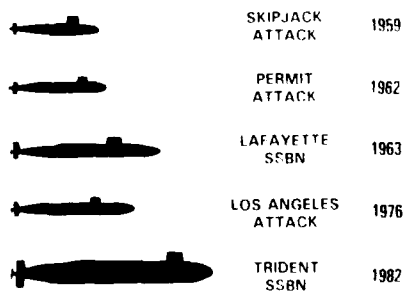 SKIPJACK 1959
ATTACK
PERMIT 1962
ATTACK
LAFAYETTE 1963
SSBN
LOS ANGELES 1976
ATTACK
TRIDENT 1982
SSBN